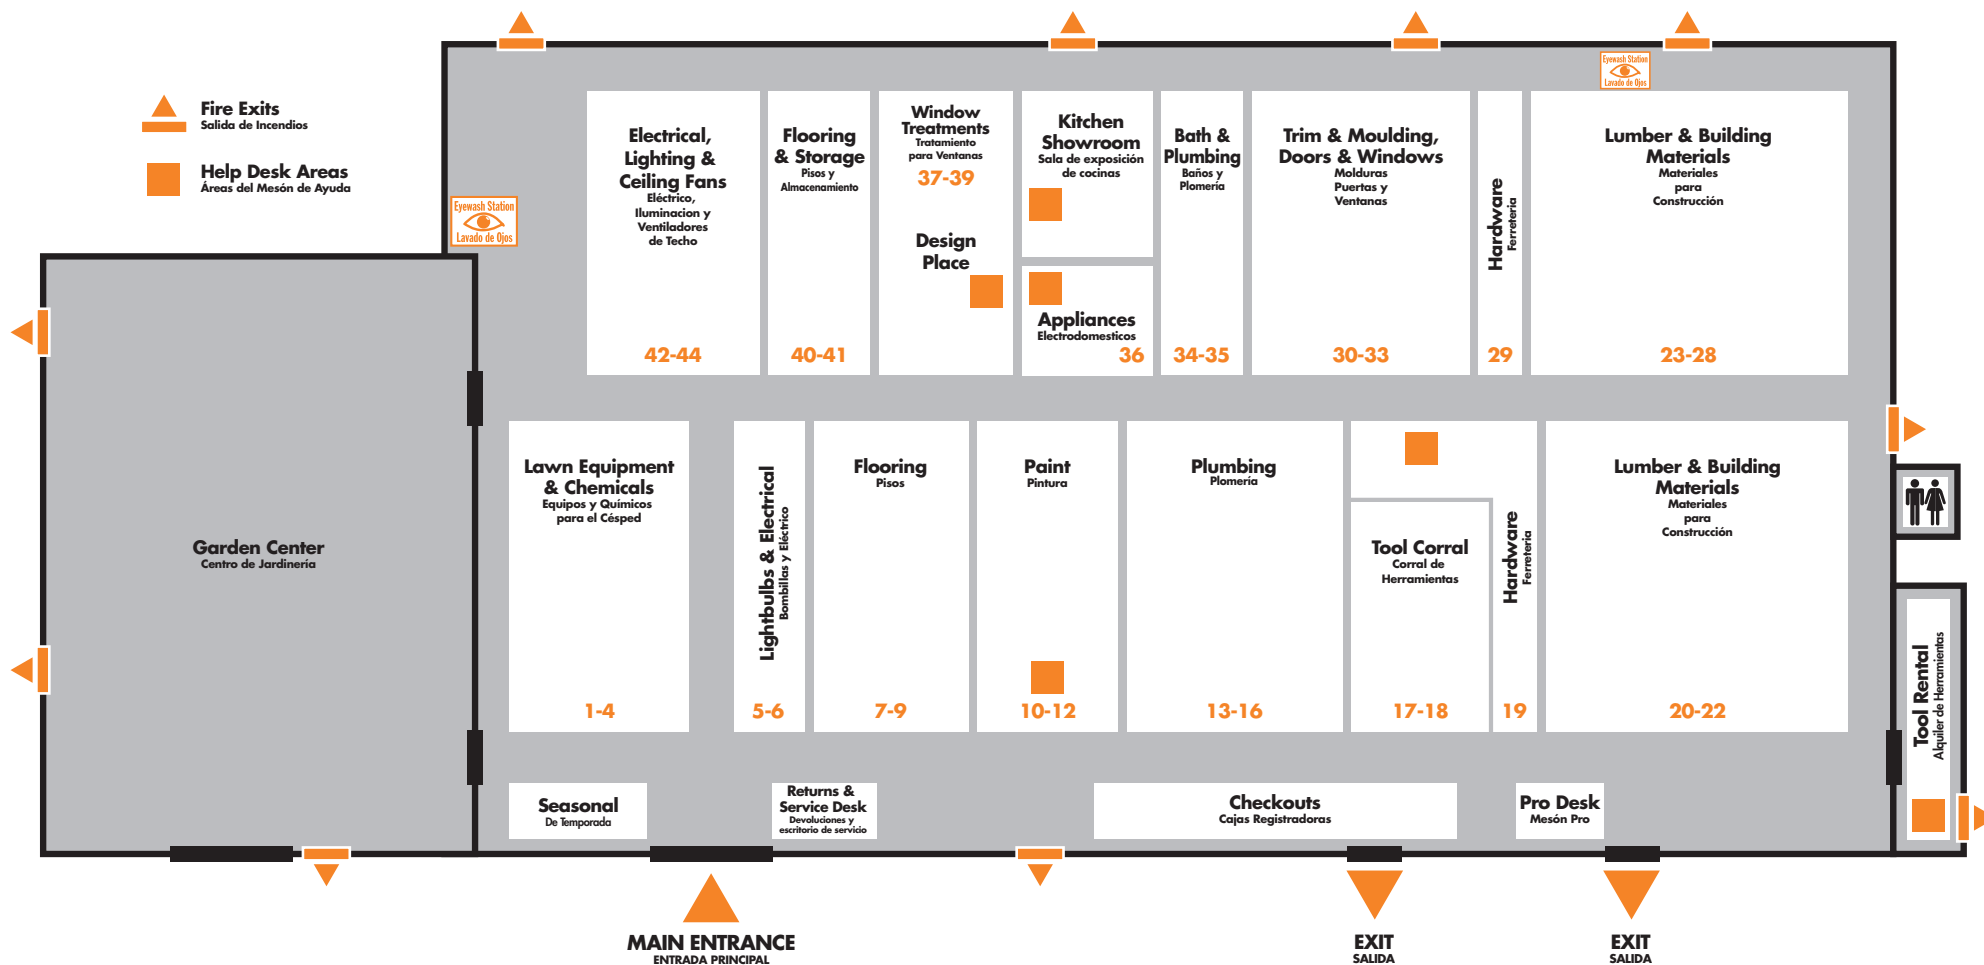 Fire Exits
Salida de Incendios
Help Desk Areas
Áreas del Mesón de Ayuda
Eyewash Station
Lavado de Ojos
Eyewash Station
Lavado de Ojos
Electrical,
Lighting &
Ceiling Fans
Eléctrico,
Iluminacion y
Ventiladores
de Techo
42-44
Flooring
& Storage
Pisos y
Almacenamiento
40-41
Window
Treatments
Tratamiento
para Ventanas
37-39
Design
Place
Kitchen
Showroom
Sala de exposición
de cocinas
Appliances
Electrodomesticos
36
Bath &
Plumbing
Baños y
Plomería
34-35
Trim & Moulding,
Doors & Windows
Molduras
Puertas y
Ventanas
30-33
Hardware
Ferreteria
29
Lumber & Building
Materials
Materiales
para
Construcción
23-28
Garden Center
Centro de Jardinería
Lawn Equipment
& Chemicals
Equipos y Químicos
para el Césped
1-4
Lightbulbs & Electrical
Bombillas y Eléctrico
5-6
Flooring
Pisos
7-9
Paint
Pintura
10-12
Plumbing
Plomería
13-16
Tool Corral
Corral de
Herramientas
17-18
Hardware
Ferreteria
19
Lumber & Building
Materials
Materiales
para
Construcción
20-22
Tool Rental
Alquiler de Herramientas
Seasonal
De Temporada
Returns &
Service Desk
Devoluciones y
escritorio de servicio
Checkouts
Cajas Registradoras
Pro Desk
Mesón Pro
MAIN ENTRANCE
ENTRADA PRINCIPAL
EXIT
SALIDA
EXIT
SALIDA